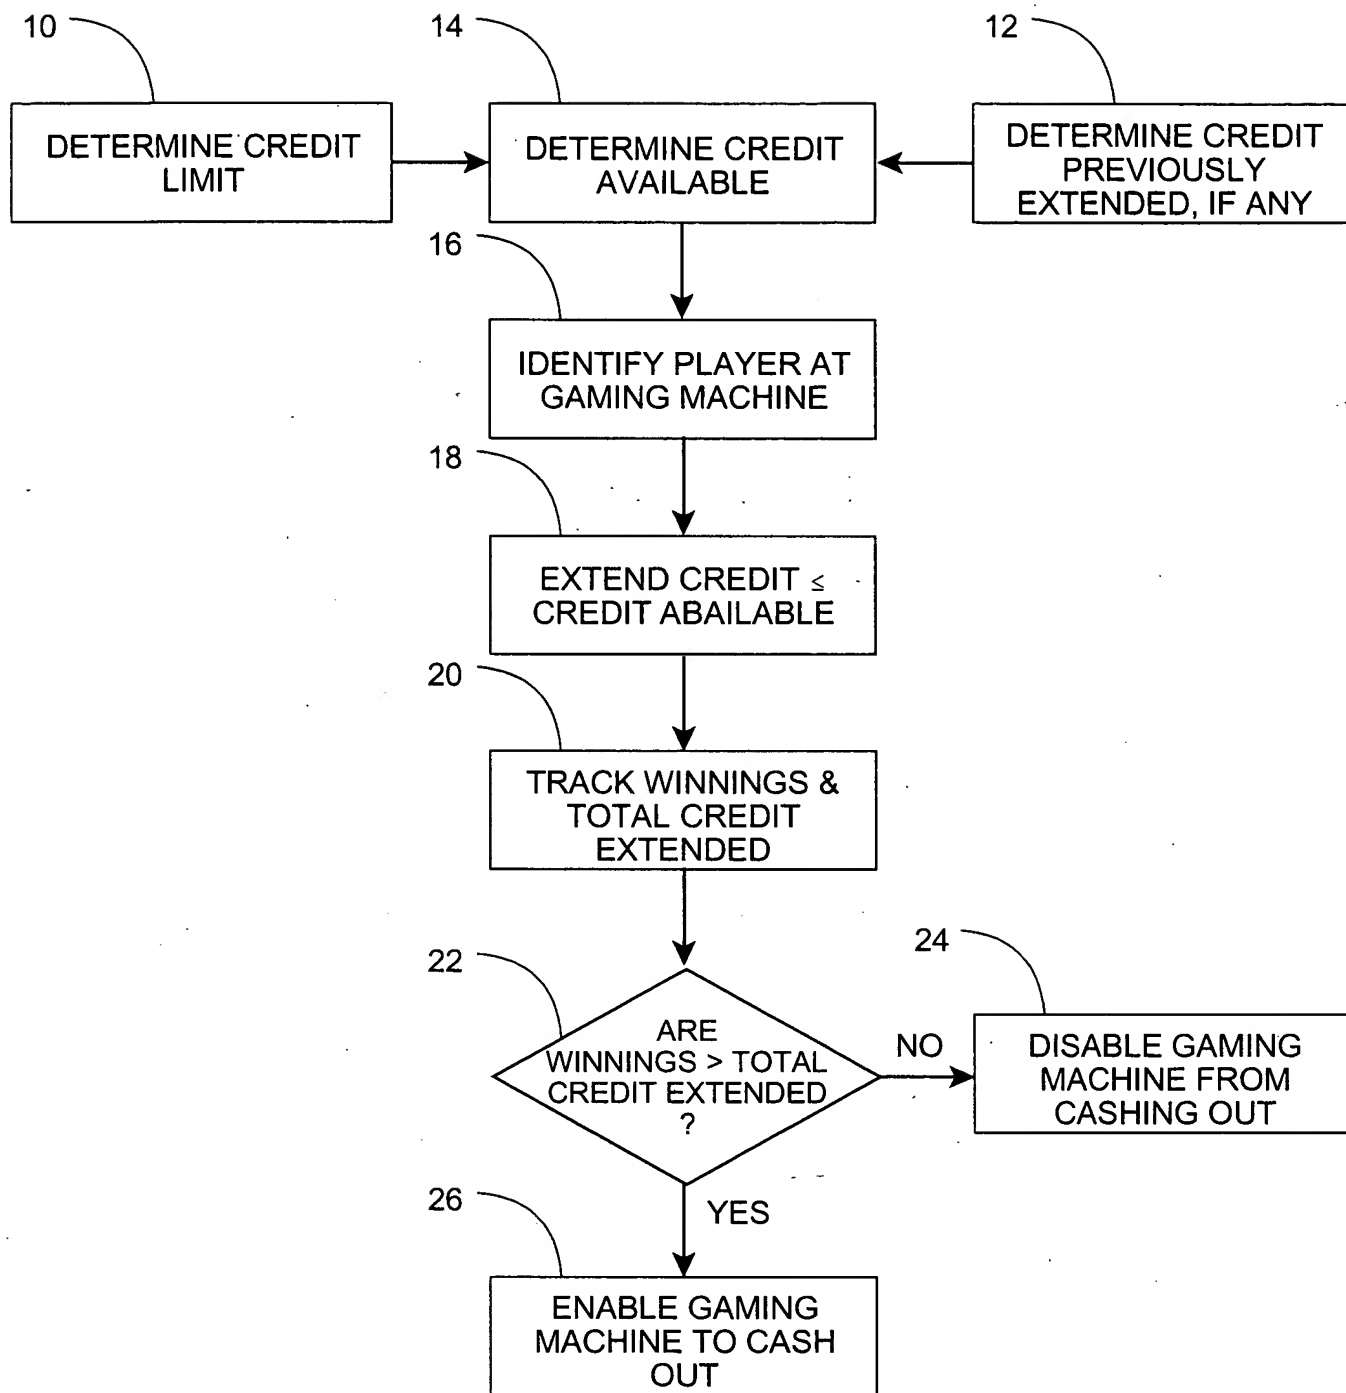 10
14
12
DETERMINE CREDIT
LIMIT
DETERMINE CREDIT
AVAILABLE
DETERMINE CREDIT
PREVIOUSLY
EXTENDED, IF ANY
16
IDENTIFY PLAYER AT
GAMING MACHINE
18
EXTEND CREDIT ≤
CREDIT ABAILABLE
20
TRACK WINNINGS &
TOTAL CREDIT
EXTENDED
22
ARE
WINNINGS > TOTAL
CREDIT EXTENDED
?
NO
24
DISABLE GAMING
MACHINE FROM
CASHING OUT
YES
26
ENABLE GAMING
MACHINE TO CASH
OUT